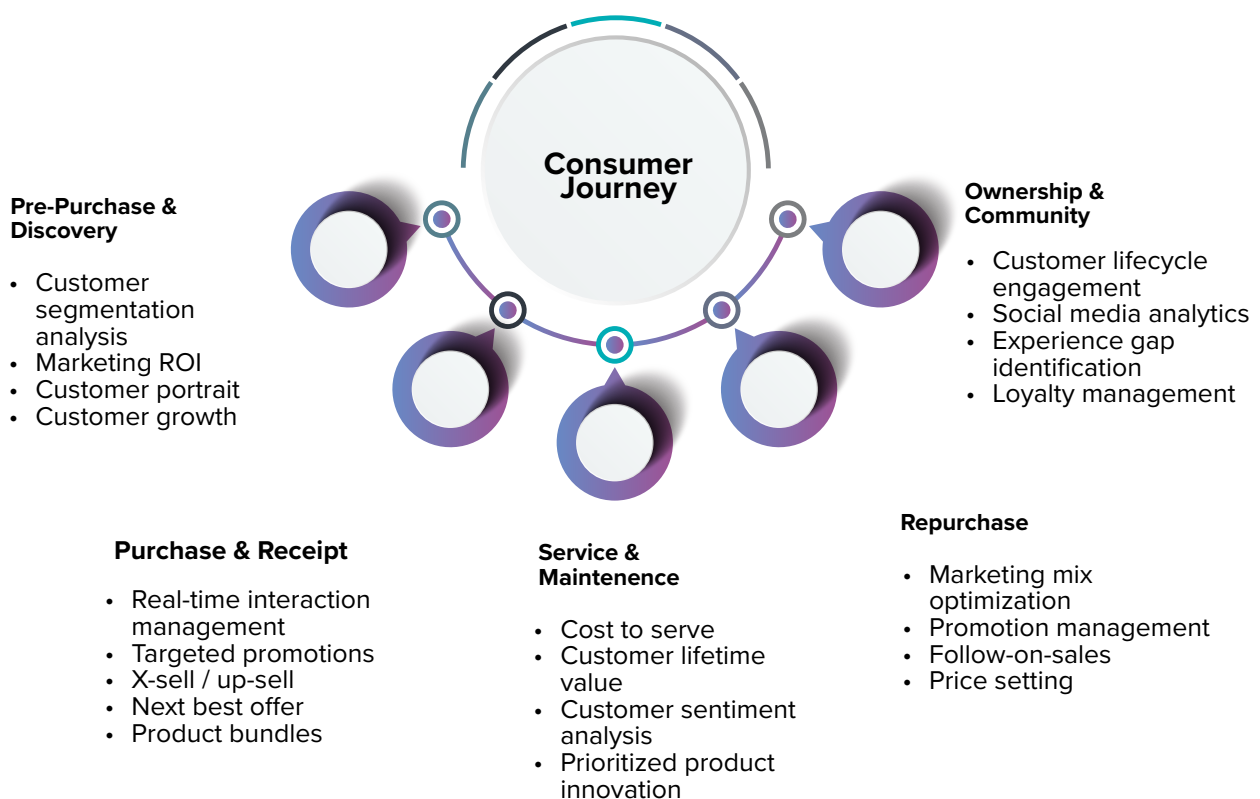 Consumer
Journey
Pre-Purchase &
Discovery
• Customer
segmentation
analysis
• Marketing ROI
• Customer portrait
• Customer growth
Purchase & Receipt
• Real-time interaction
management
• Targeted promotions
• X-sell / up-sell
• Next best offer
• Product bundles
Service &
Maintenence
• Cost to serve
• Customer lifetime
value
• Customer sentiment
analysis
• Prioritized product
innovation
Repurchase
• Marketing mix
optimization
• Promotion management
• Follow-on-sales
• Price setting
Ownership &
Community
• Customer lifecycle
engagement
• Social media analytics
• Experience gap
identification
• Loyalty management